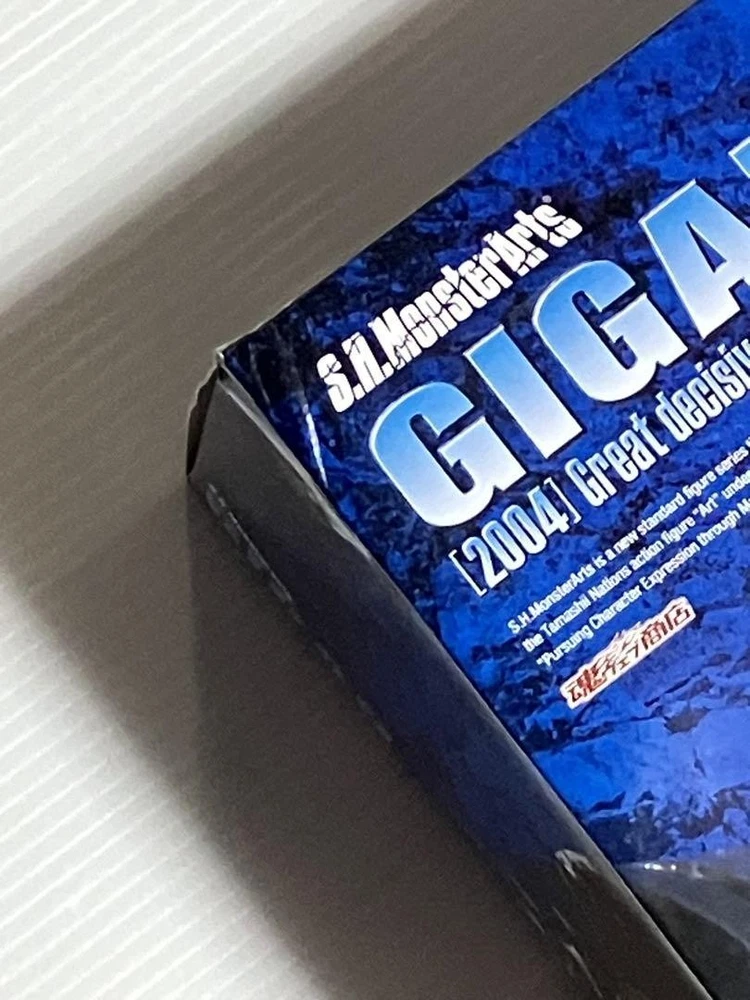 S.H.MonsterArts
GIGA
[2004] Great decisiv
S.H.MonsterArts is a new standard figure series
the Tamashii Nations action figure "Art" unde
"Pursuing Character Expression through M
魂ウェブ商店